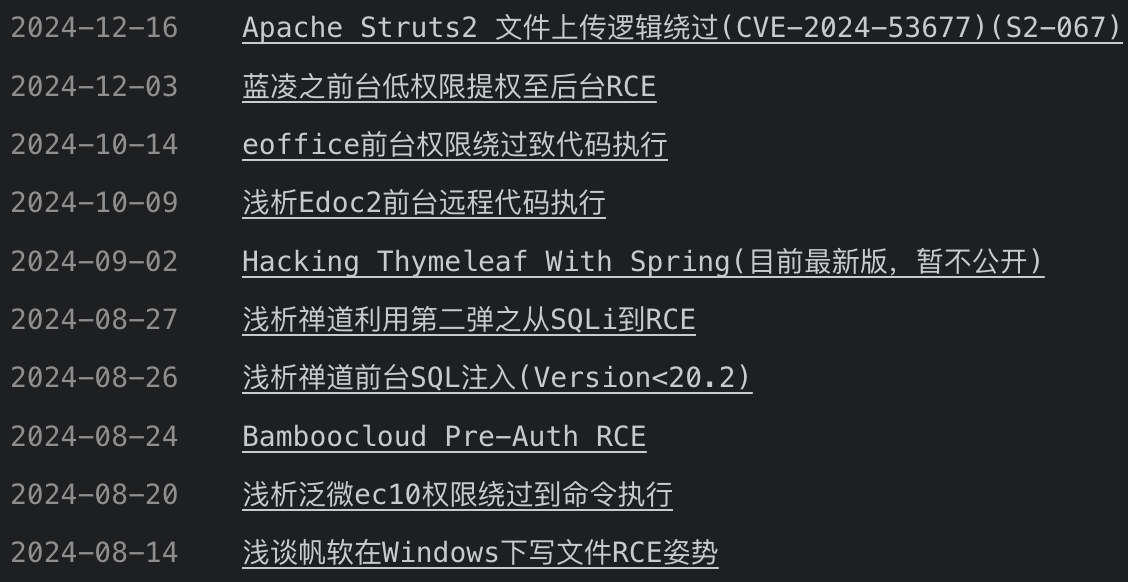 2024-12-16 Apache Struts2 文件上传逻辑绕过(CVE-2024-53677)(S2-067)
2024-12-03 蓝凌之前台低权限提权至后台RCE
2024-10-14 eoffice前台权限绕过致代码执行
2024-10-09 浅析Edoc2前台远程代码执行
2024-09-02 Hacking Thymeleaf With Spring(目前最新版，暂不公开)
2024-08-27 浅析禅道利用第二弹之从SQLi到RCE
2024-08-26 浅析禅道前台SQL注入(Version<20.2)
2024-08-24 Bamboocloud Pre-Auth RCE
2024-08-20 浅析泛微ec10权限绕过到命令执行
2024-08-14 浅谈帆软在Windows下写文件RCE姿势